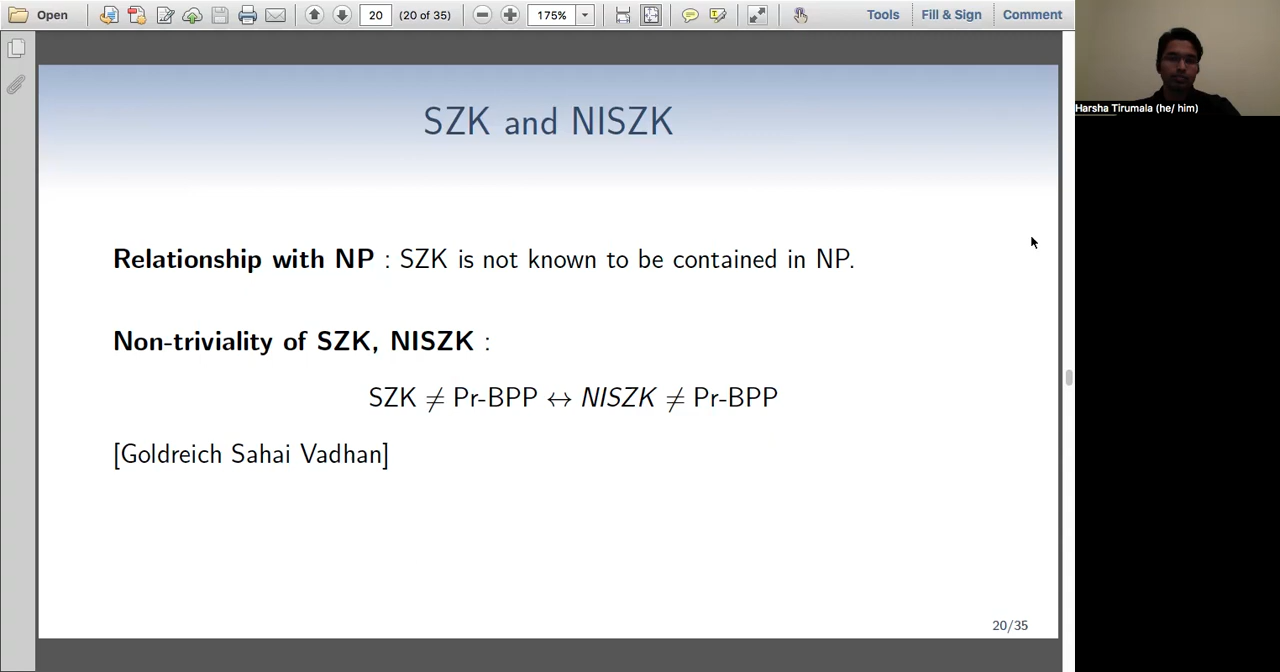 Open
20
(20 of 35)
175%
Tools
Fill & Sign
Comment
Harsha Tirumala (he/ him)
SZK and NISZK
Relationship with NP : SZK is not known to be contained in NP.
Non-triviality of SZK, NISZK :
SZK ≠ Pr-BPP ↔ NISZK ≠ Pr-BPP
[Goldreich Sahai Vadhan]
20/35